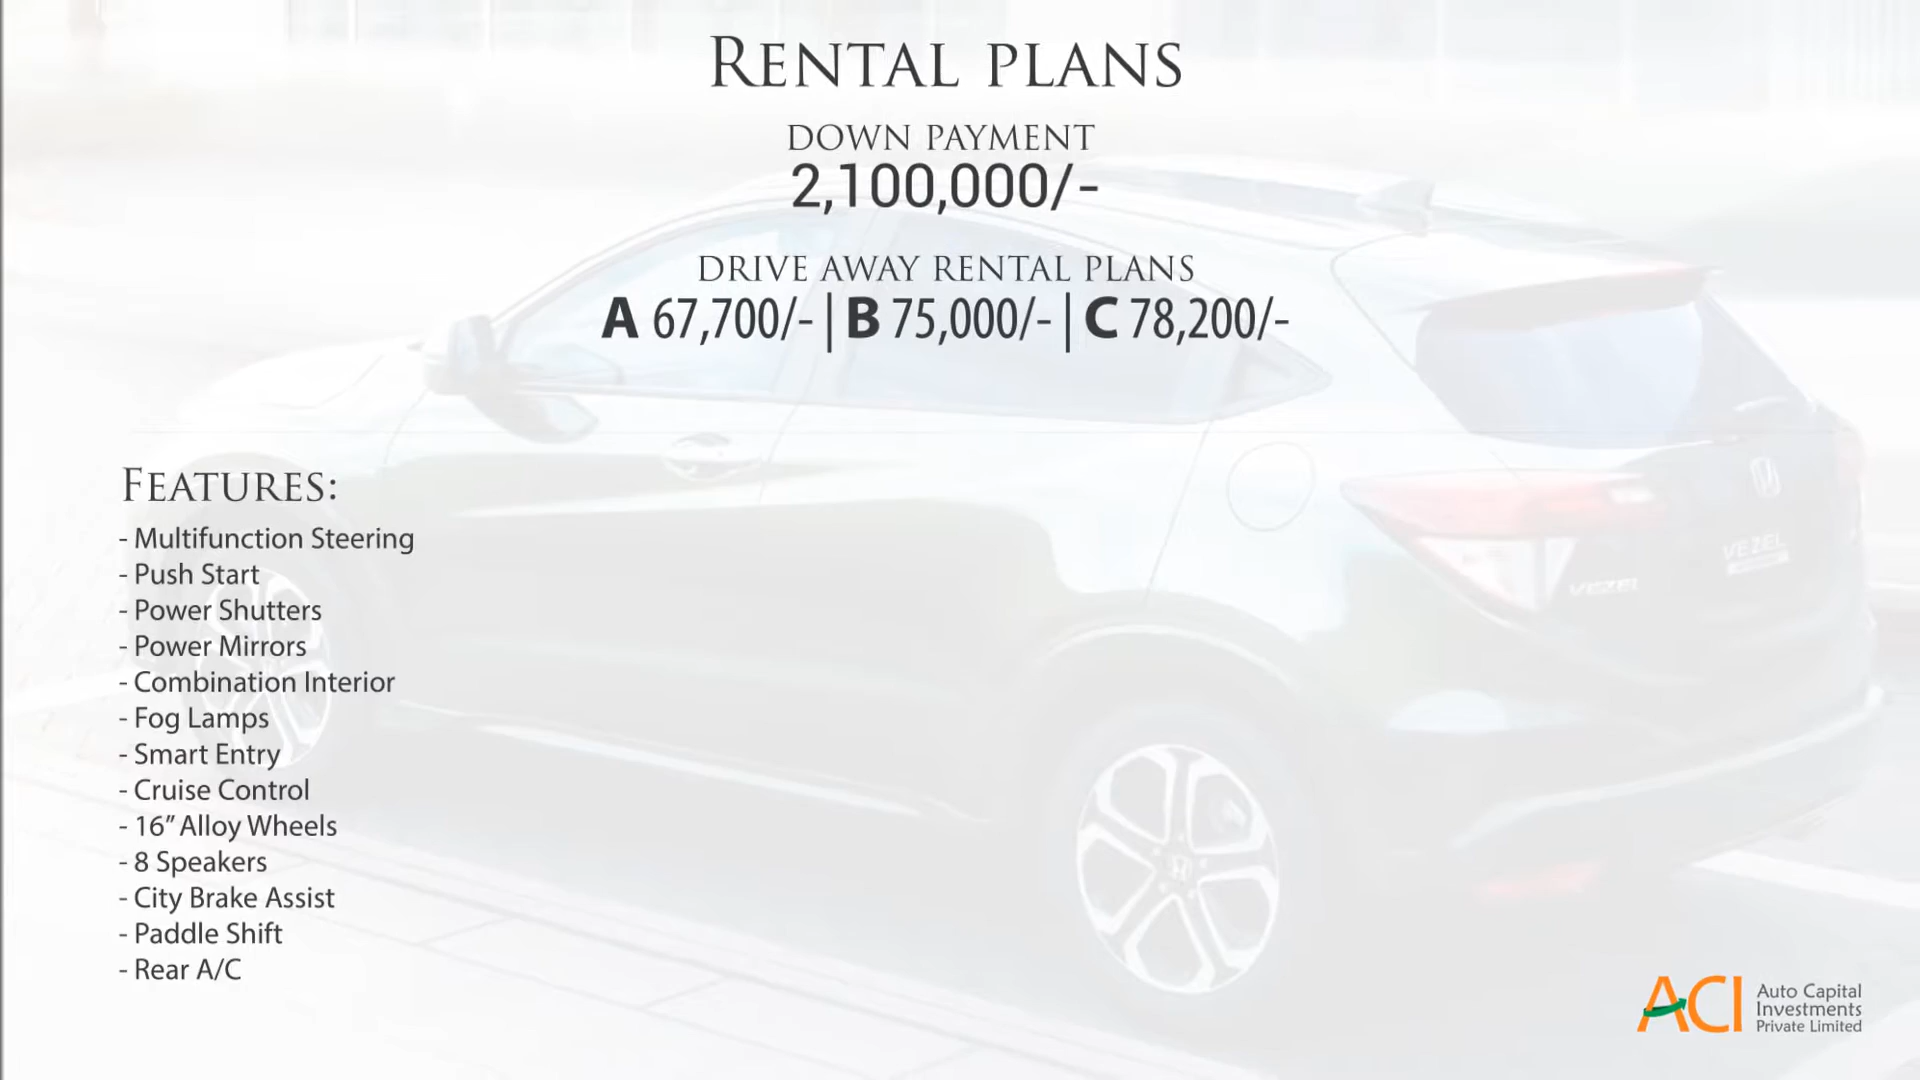 RENTAL PLANS
DOWN PAYMENT
2,100,000/-
DRIVE AWAY RENTAL PLANS
A 67,700/- | B 75,000/- | C 78,200/-
FEATURES:
- Multifunction Steering
- Push Start
- Power Shutters
- Power Mirrors
- Combination Interior
- Fog Lamps
- Smart Entry
- Cruise Control
- 16” Alloy Wheels
- 8 Speakers
- City Brake Assist
- Paddle Shift
- Rear A/C
VEZEL
VEZEL
ACI Auto Capital
Investments
Private Limited